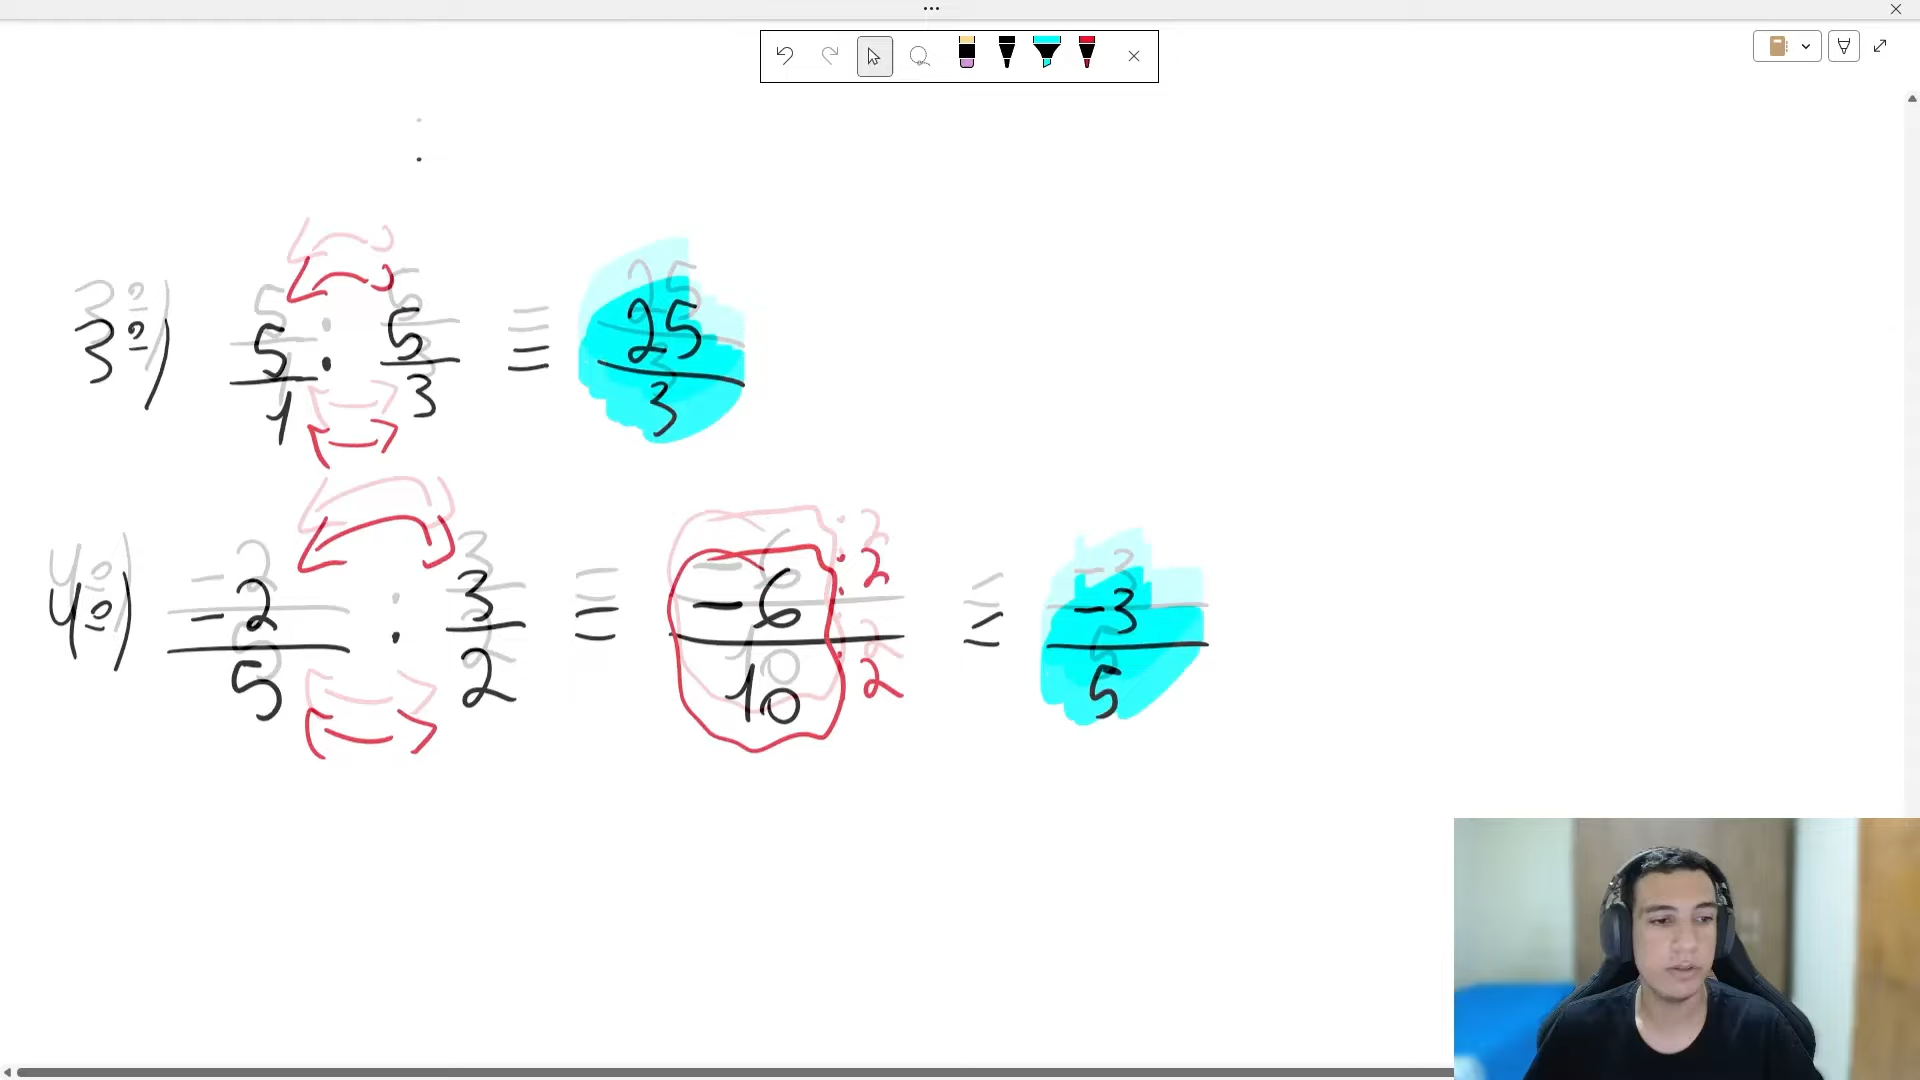 3º) 5/1 · 5/3 = 25/3
4º) -2/5 · 3/2 = -6/10 :2/:2 = -3/5